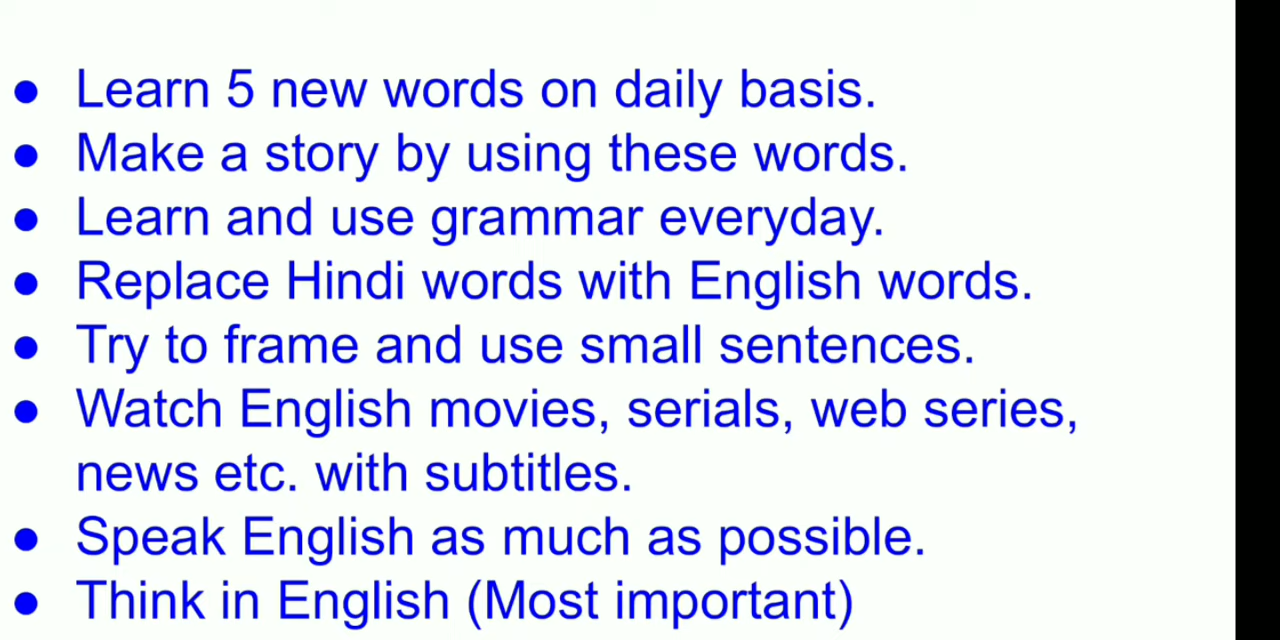 ● Learn 5 new words on daily basis.
● Make a story by using these words.
● Learn and use grammar everyday.
● Replace Hindi words with English words.
● Try to frame and use small sentences.
● Watch English movies, serials, web series,
news etc. with subtitles.
● Speak English as much as possible.
● Think in English (Most important)